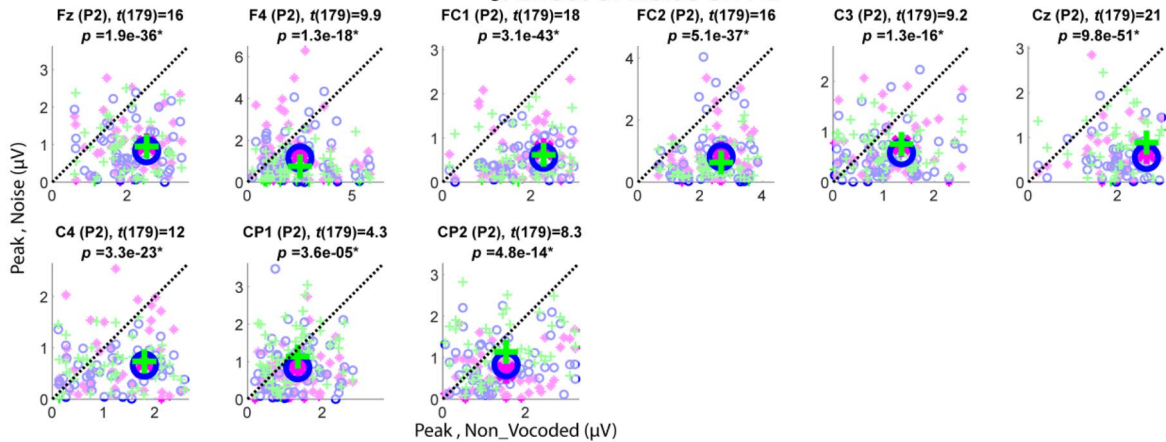 Fz (P2), t(179)=16
p =1.9e-36*
3
2
1
0
0 2
F4 (P2), t(179)=9.9
p =1.3e-18*
6
4
2
0
0 5
FC1 (P2), t(179)=18
p =3.1e-43*
3
2
1
0
0 2
FC2 (P2), t(179)=16
p =5.1e-37*
4
2
0
0 2 4
C3 (P2), t(179)=9.2
p =1.3e-16*
2
1
0
0 1 2
Cz (P2), t(179)=21
p =9.8e-51*
3
2
1
0
0 1 2
Peak , Noise (μV)
C4 (P2), t(179)=12
p =3.3e-23*
2
1
0
0 1 2
CP1 (P2), t(179)=4.3
p =3.6e-05*
3
2
1
0
0 2
CP2 (P2), t(179)=8.3
p =4.8e-14*
3
2
1
0
0 2
Peak , Non_Vocoded (μV)